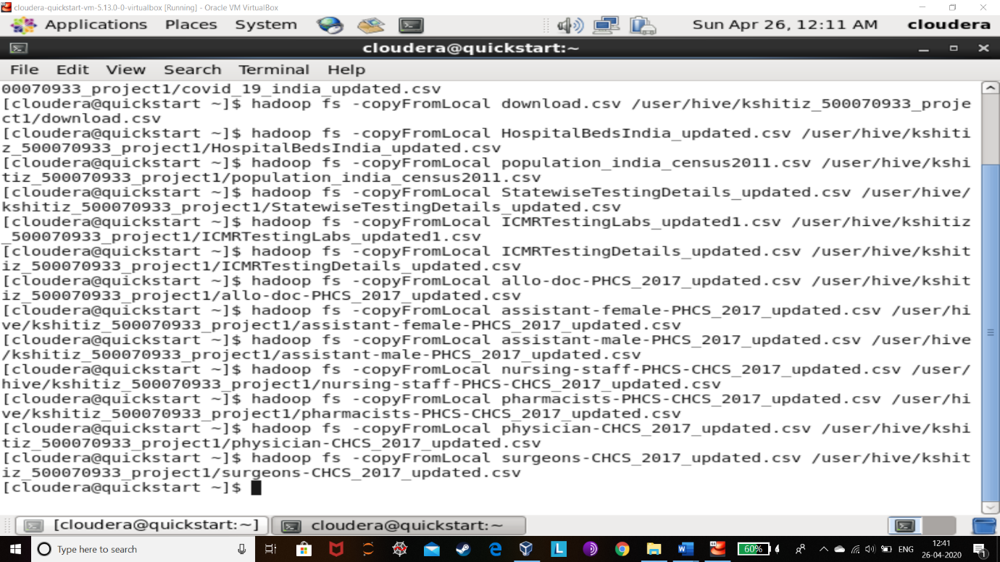 cloudera-quickstart-vm-5.13.0-0-virtualbox [Running] - Oracle VM VirtualBox
Applications Places System Sun Apr 26, 12:11 AM cloudera
cloudera@quickstart:~
File Edit View Search Terminal Help
00070933_project1/covid_19_india_updated.csv
[cloudera@quickstart ~]$ hadoop fs -copyFromLocal download.csv /user/hive/kshitiz_500070933_proje
ct1/download.csv
[cloudera@quickstart ~]$ hadoop fs -copyFromLocal HospitalBedsIndia_updated.csv /user/hive/kshiti
z_500070933_project1/HospitalBedsIndia_updated.csv
[cloudera@quickstart ~]$ hadoop fs -copyFromLocal population_india_census2011.csv /user/hive/kshi
tiz_500070933_project1/population_india_census2011.csv
[cloudera@quickstart ~]$ hadoop fs -copyFromLocal StatewiseTestingDetails_updated.csv /user/hive/
kshitiz_500070933_project1/StatewiseTestingDetails_updated.csv
[cloudera@quickstart ~]$ hadoop fs -copyFromLocal ICMRTestingLabs_updated1.csv /user/hive/kshitiz
_500070933_project1/ICMRTestingLabs_updated1.csv
[cloudera@quickstart ~]$ hadoop fs -copyFromLocal ICMRTestingDetails_updated.csv /user/hive/kshit
iz_500070933_project1/ICMRTestingDetails_updated.csv
[cloudera@quickstart ~]$ hadoop fs -copyFromLocal allo-doc-PHCS_2017_updated.csv /user/hive/kshit
iz_500070933_project1/allo-doc-PHCS_2017_updated.csv
[cloudera@quickstart ~]$ hadoop fs -copyFromLocal assistant-female-PHCS_2017_updated.csv /user/hi
ve/kshitiz_500070933_project1/assistant-female-PHCS_2017_updated.csv
[cloudera@quickstart ~]$ hadoop fs -copyFromLocal assistant-male-PHCS_2017_updated.csv /user/hive
/kshitiz_500070933_project1/assistant-male-PHCS_2017_updated.csv
[cloudera@quickstart ~]$ hadoop fs -copyFromLocal nursing-staff-PHCS-CHCS_2017_updated.csv /user/
hive/kshitiz_500070933_project1/nursing-staff-PHCS-CHCS_2017_updated.csv
[cloudera@quickstart ~]$ hadoop fs -copyFromLocal pharmacists-PHCS-CHCS_2017_updated.csv /user/hi
ve/kshitiz_500070933_project1/pharmacists-PHCS-CHCS_2017_updated.csv
[cloudera@quickstart ~]$ hadoop fs -copyFromLocal physician-CHCS_2017_updated.csv /user/hive/kshi
tiz_500070933_project1/physician-CHCS_2017_updated.csv
[cloudera@quickstart ~]$ hadoop fs -copyFromLocal surgeons-CHCS_2017_updated.csv /user/hive/kshit
iz_500070933_project1/surgeons-CHCS_2017_updated.csv
[cloudera@quickstart ~]$
[cloudera@quickstart:~] cloudera@quickstart:~
Type here to search 60% ENG 12:41
26-04-2020 1